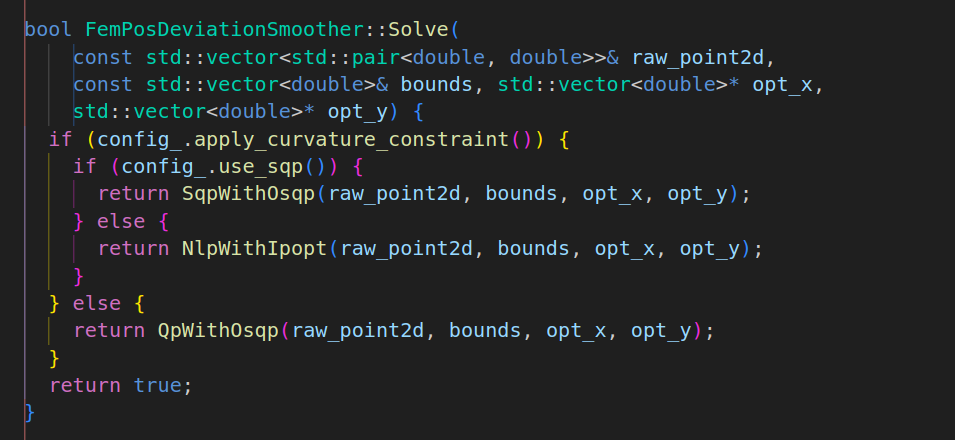 bool FemPosDeviationSmoother::Solve(
    const std::vector<std::pair<double, double>>& raw_point2d,
    const std::vector<double>& bounds, std::vector<double>* opt_x,
    std::vector<double>* opt_y) {
  if (config_.apply_curvature_constraint()) {
    if (config_.use_sqp()) {
      return SqpWithOsqp(raw_point2d, bounds, opt_x, opt_y);
    } else {
      return NlpWithIpopt(raw_point2d, bounds, opt_x, opt_y);
    }
  } else {
    return QpWithOsqp(raw_point2d, bounds, opt_x, opt_y);
  }
  return true;
}